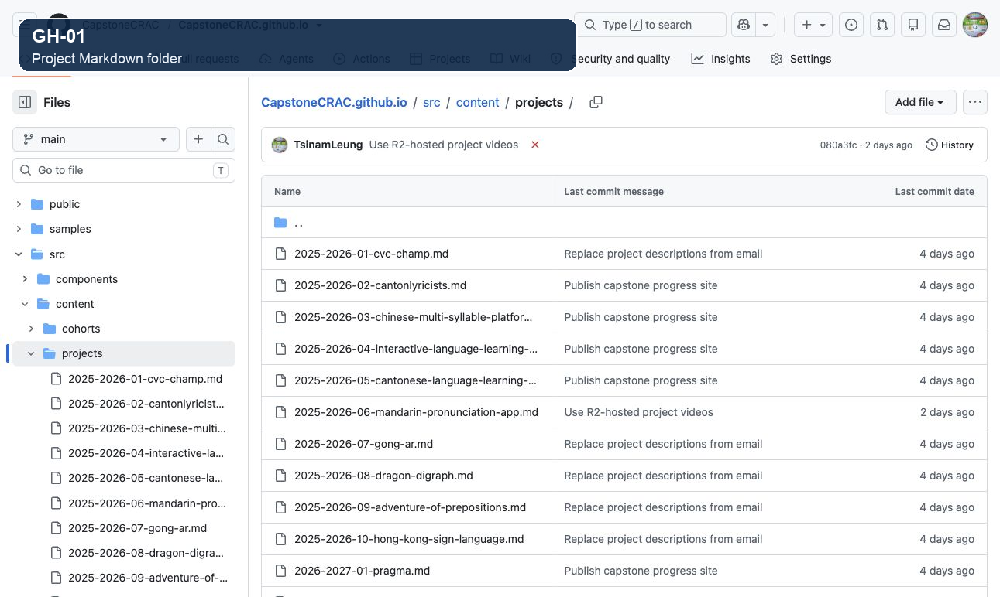 GH-01
Project Markdown folder
CapstoneCRAC / CapstoneCRAC.github.io
Type / to search
Pull requests
Agents
Actions
Projects
Wiki
Security and quality
Insights
Settings
Files
main
Go to file
T
public
samples
src
components
content
cohorts
projects
2025-2026-01-cvc-champ.md
2025-2026-02-cantonlyricist...
2025-2026-03-chinese-multi...
2025-2026-04-interactive-la...
2025-2026-05-cantonese-la...
2025-2026-06-mandarin-pro...
2025-2026-07-gong-ar.md
2025-2026-08-dragon-digra...
2025-2026-09-adventure-of-...
CapstoneCRAC.github.io / src / content / projects /
Add file
TsinamLeung Use R2-hosted project videos
080a3fc · 2 days ago
History
Name Last commit message Last commit date
..
2025-2026-01-cvc-champ.md Replace project descriptions from email 4 days ago
2025-2026-02-cantonlyricists.md Publish capstone progress site 4 days ago
2025-2026-03-chinese-multi-syllable-platfor... Publish capstone progress site 4 days ago
2025-2026-04-interactive-language-learning-... Publish capstone progress site 4 days ago
2025-2026-05-cantonese-language-learning-... Publish capstone progress site 4 days ago
2025-2026-06-mandarin-pronunciation-app.md Use R2-hosted project videos 2 days ago
2025-2026-07-gong-ar.md Replace project descriptions from email 4 days ago
2025-2026-08-dragon-digraph.md Replace project descriptions from email 4 days ago
2025-2026-09-adventure-of-prepositions.md Replace project descriptions from email 4 days ago
2025-2026-10-hong-kong-sign-language.md Replace project descriptions from email 4 days ago
2026-2027-01-pragma.md Publish capstone progress site 4 days ago